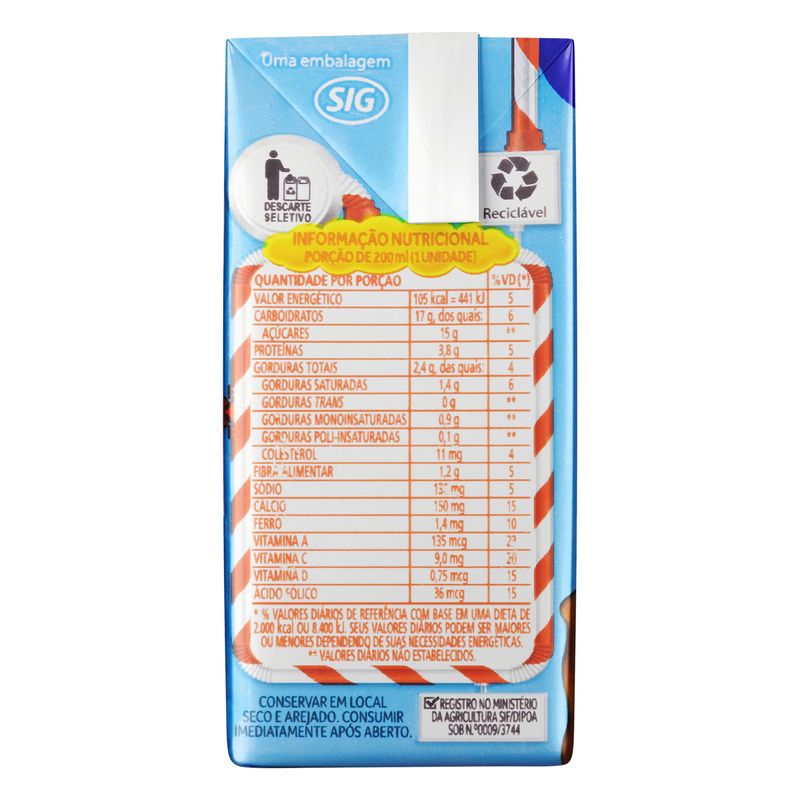 Uma embalagem
SIG
DESCARTE
SELETIVO
Reciclável
INFORMAÇÃO NUTRICIONAL
PORÇÃO DE 200 ml (1 UNIDADE)
QUANTIDADE POR PORÇÃO %VD(*)
VALOR ENERGÉTICO 105 kcal = 441 kJ 5
CARBOIDRATOS 17 g, dos quais: 6
AÇÚCARES 15 g **
PROTEÍNAS 3,8 g 5
GORDURAS TOTAIS 2,4 g, das quais: 4
GORDURAS SATURADAS 1,4 g 6
GORDURAS TRANS 0 g **
GORDURAS MONOINSATURADAS 0,9 g **
GORDURAS POLI-INSATURADAS 0,1 g **
COLESTEROL 11 mg 4
FIBRA ALIMENTAR 1,2 g 5
SÓDIO mg 5
CÁLCIO 150 mg 15
FERRO 1,4 mg 10
VITAMINA A 135 mcg
VITAMINA C 9,0 mg 20
VITAMINA D 0,75 mcg 15
ÁCIDO FÓLICO 36 mcg 15
* % VALORES DIÁRIOS DE REFERÊNCIA COM BASE EM UMA DIETA DE
2.000 kcal OU 8.400 kJ. SEUS VALORES DIÁRIOS PODEM SER MAIORES
OU MENORES DEPENDENDO DE SUAS NECESSIDADES ENERGÉTICAS.
** VALORES DIÁRIOS NÃO ESTABELECIDOS.
CONSERVAR EM LOCAL
SECO E AREJADO. CONSUMIR
IMEDIATAMENTE APÓS ABERTO.
REGISTRO NO MINISTÉRIO
DA AGRICULTURA SIF/DIPOA
SOB N.º0009/3744